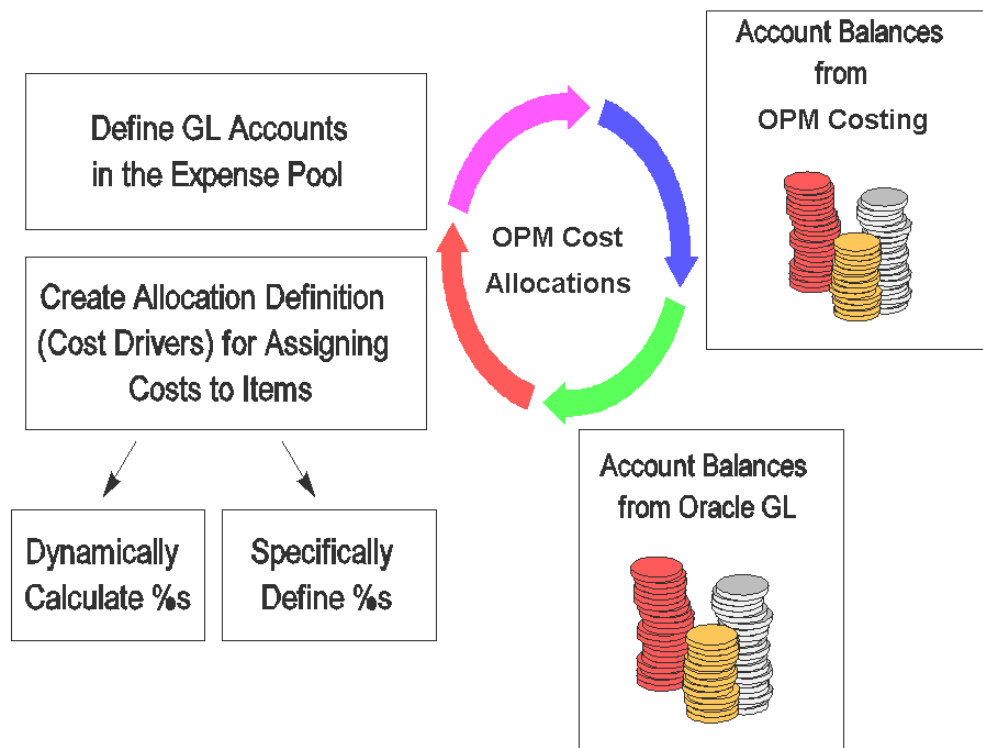 Define GL Accounts
in the Expense Pool
Create Allocation Definition
(Cost Drivers) for Assigning
Costs to Items
Dynamically
Calculate %s
Specifically
Define %s
OPM Cost
Allocations
Account Balances
from
OPM Costing
Account Balances
from Oracle GL